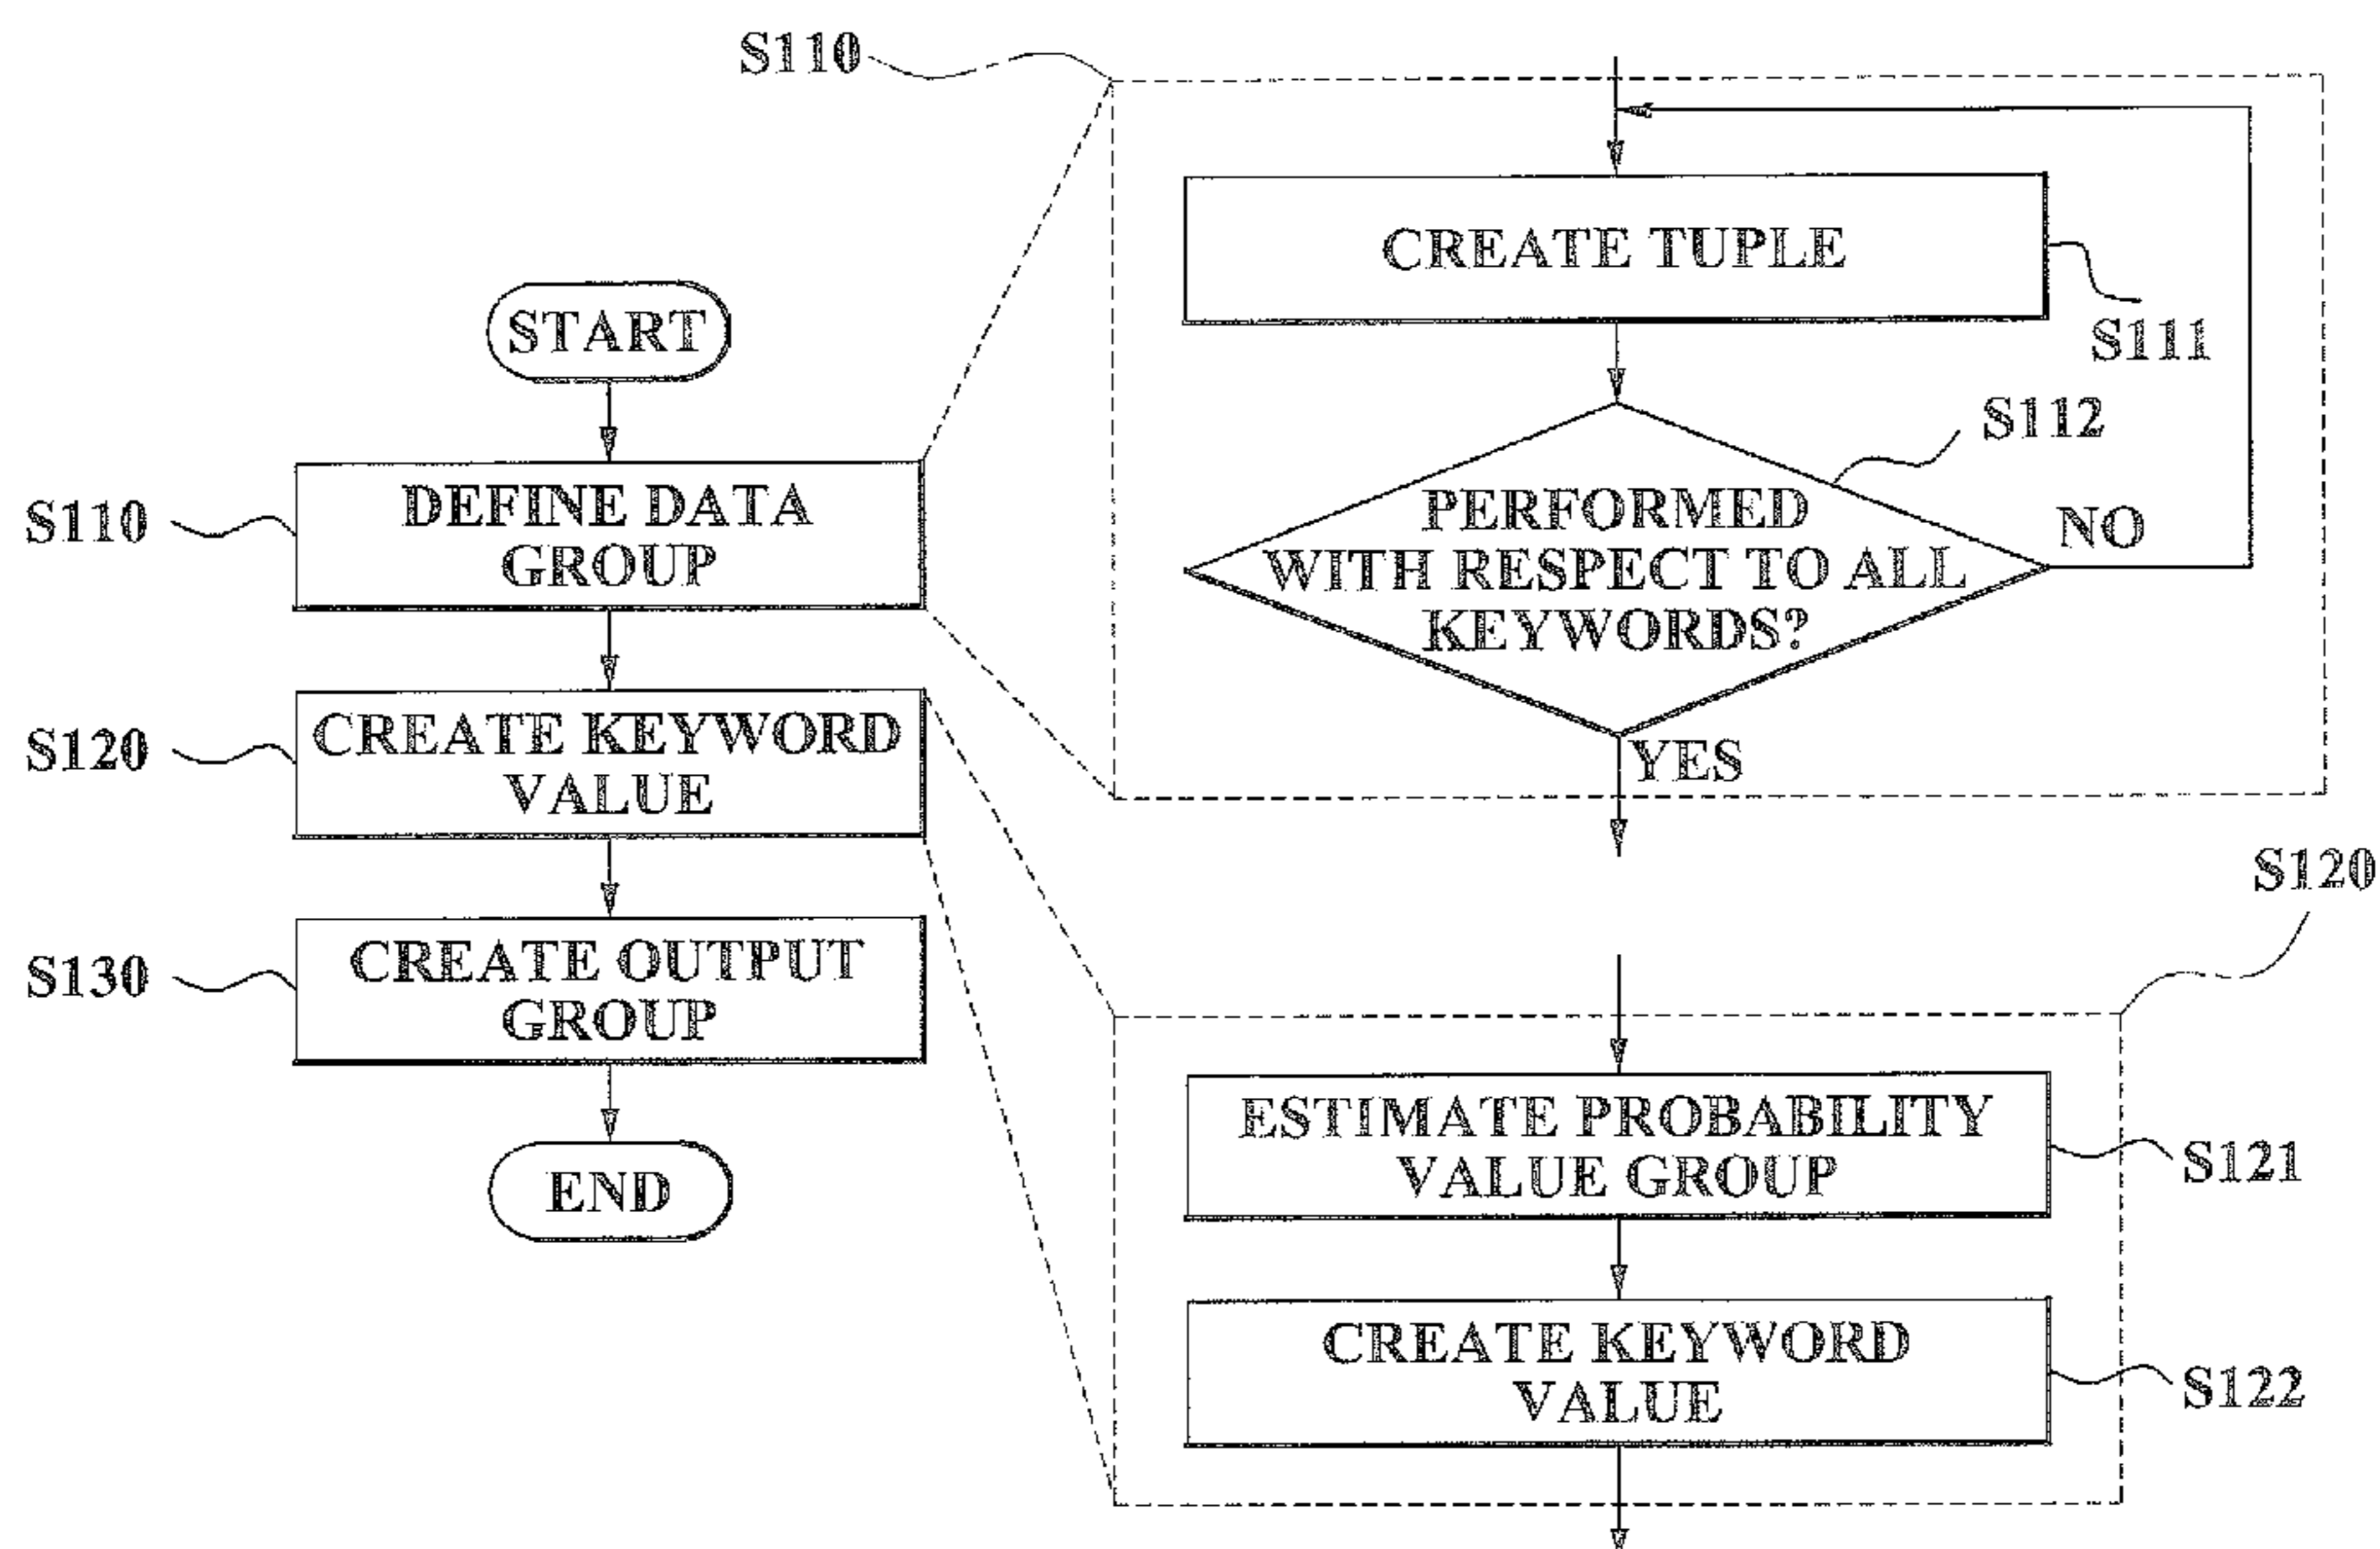 START
S110
DEFINE DATA
GROUP
S120
CREATE KEYWORD
VALUE
S130
CREATE OUTPUT
GROUP
END
S110
CREATE TUPLE
S111
S112
PERFORMED
WITH RESPECT TO ALL
KEYWORDS?
NO
YES
S120
ESTIMATE PROBABILITY
VALUE GROUP
S121
CREATE KEYWORD
VALUE
S122